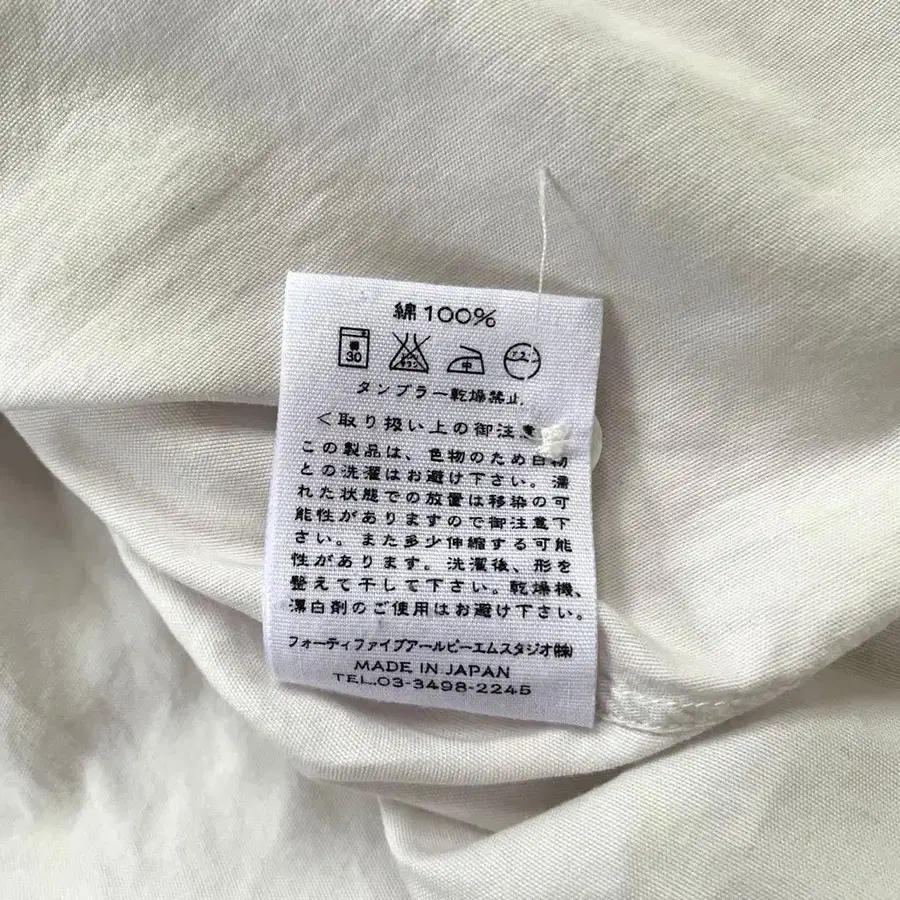 綿100%
30
中
タンブラー乾燥禁止.
<取り扱い上の御注意
この製品は、色物のため白物
との洗濯はお避け下さい。濡
れた状態での放置は移染の可
能性がありますので御注意下
さい。また多少伸縮する可能
性があります。洗濯後、形を
整えて干して下さい。乾燥機、
漂白剤のご使用はお避け下さい。
フォーティファイブアールピーエムスタジオ㈱
MADE IN JAPAN
TEL.03-3498-2245